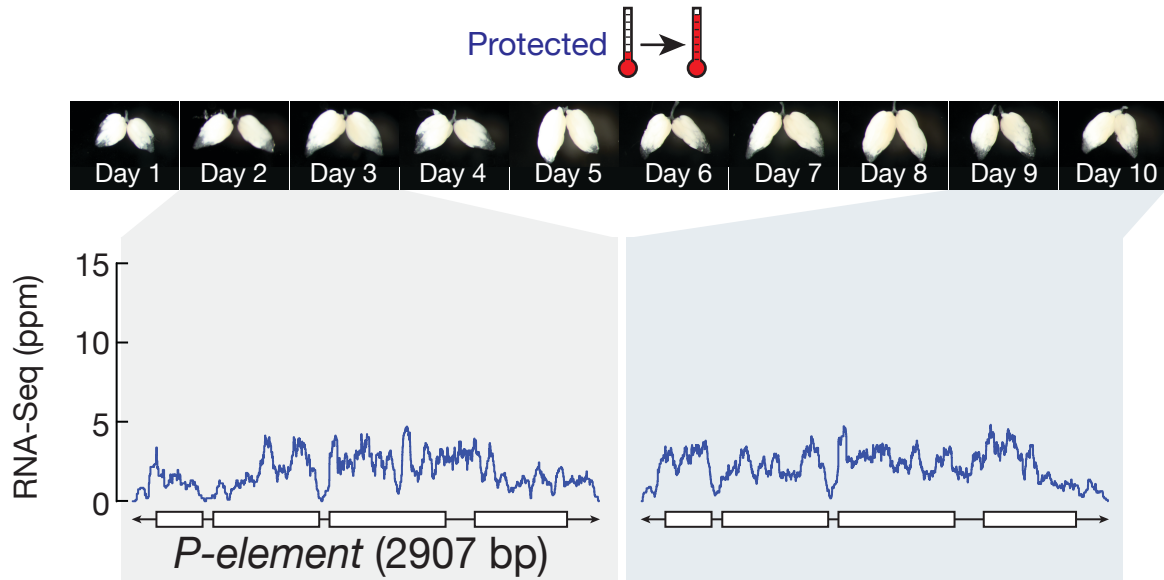 Protected
Day 1 Day 2 Day 3 Day 4 Day 5 Day 6 Day 7 Day 8 Day 9 Day 10
RNA-Seq (ppm)
15
10
5
0
P-element (2907 bp)